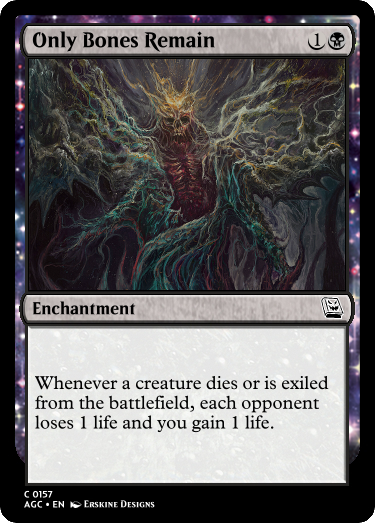 Only Bones Remain 1
Enchantment
Whenever a creature dies or is exiled
from the battlefield, each opponent
loses 1 life and you gain 1 life.
C 0157
AGC • EN Erskine Designs